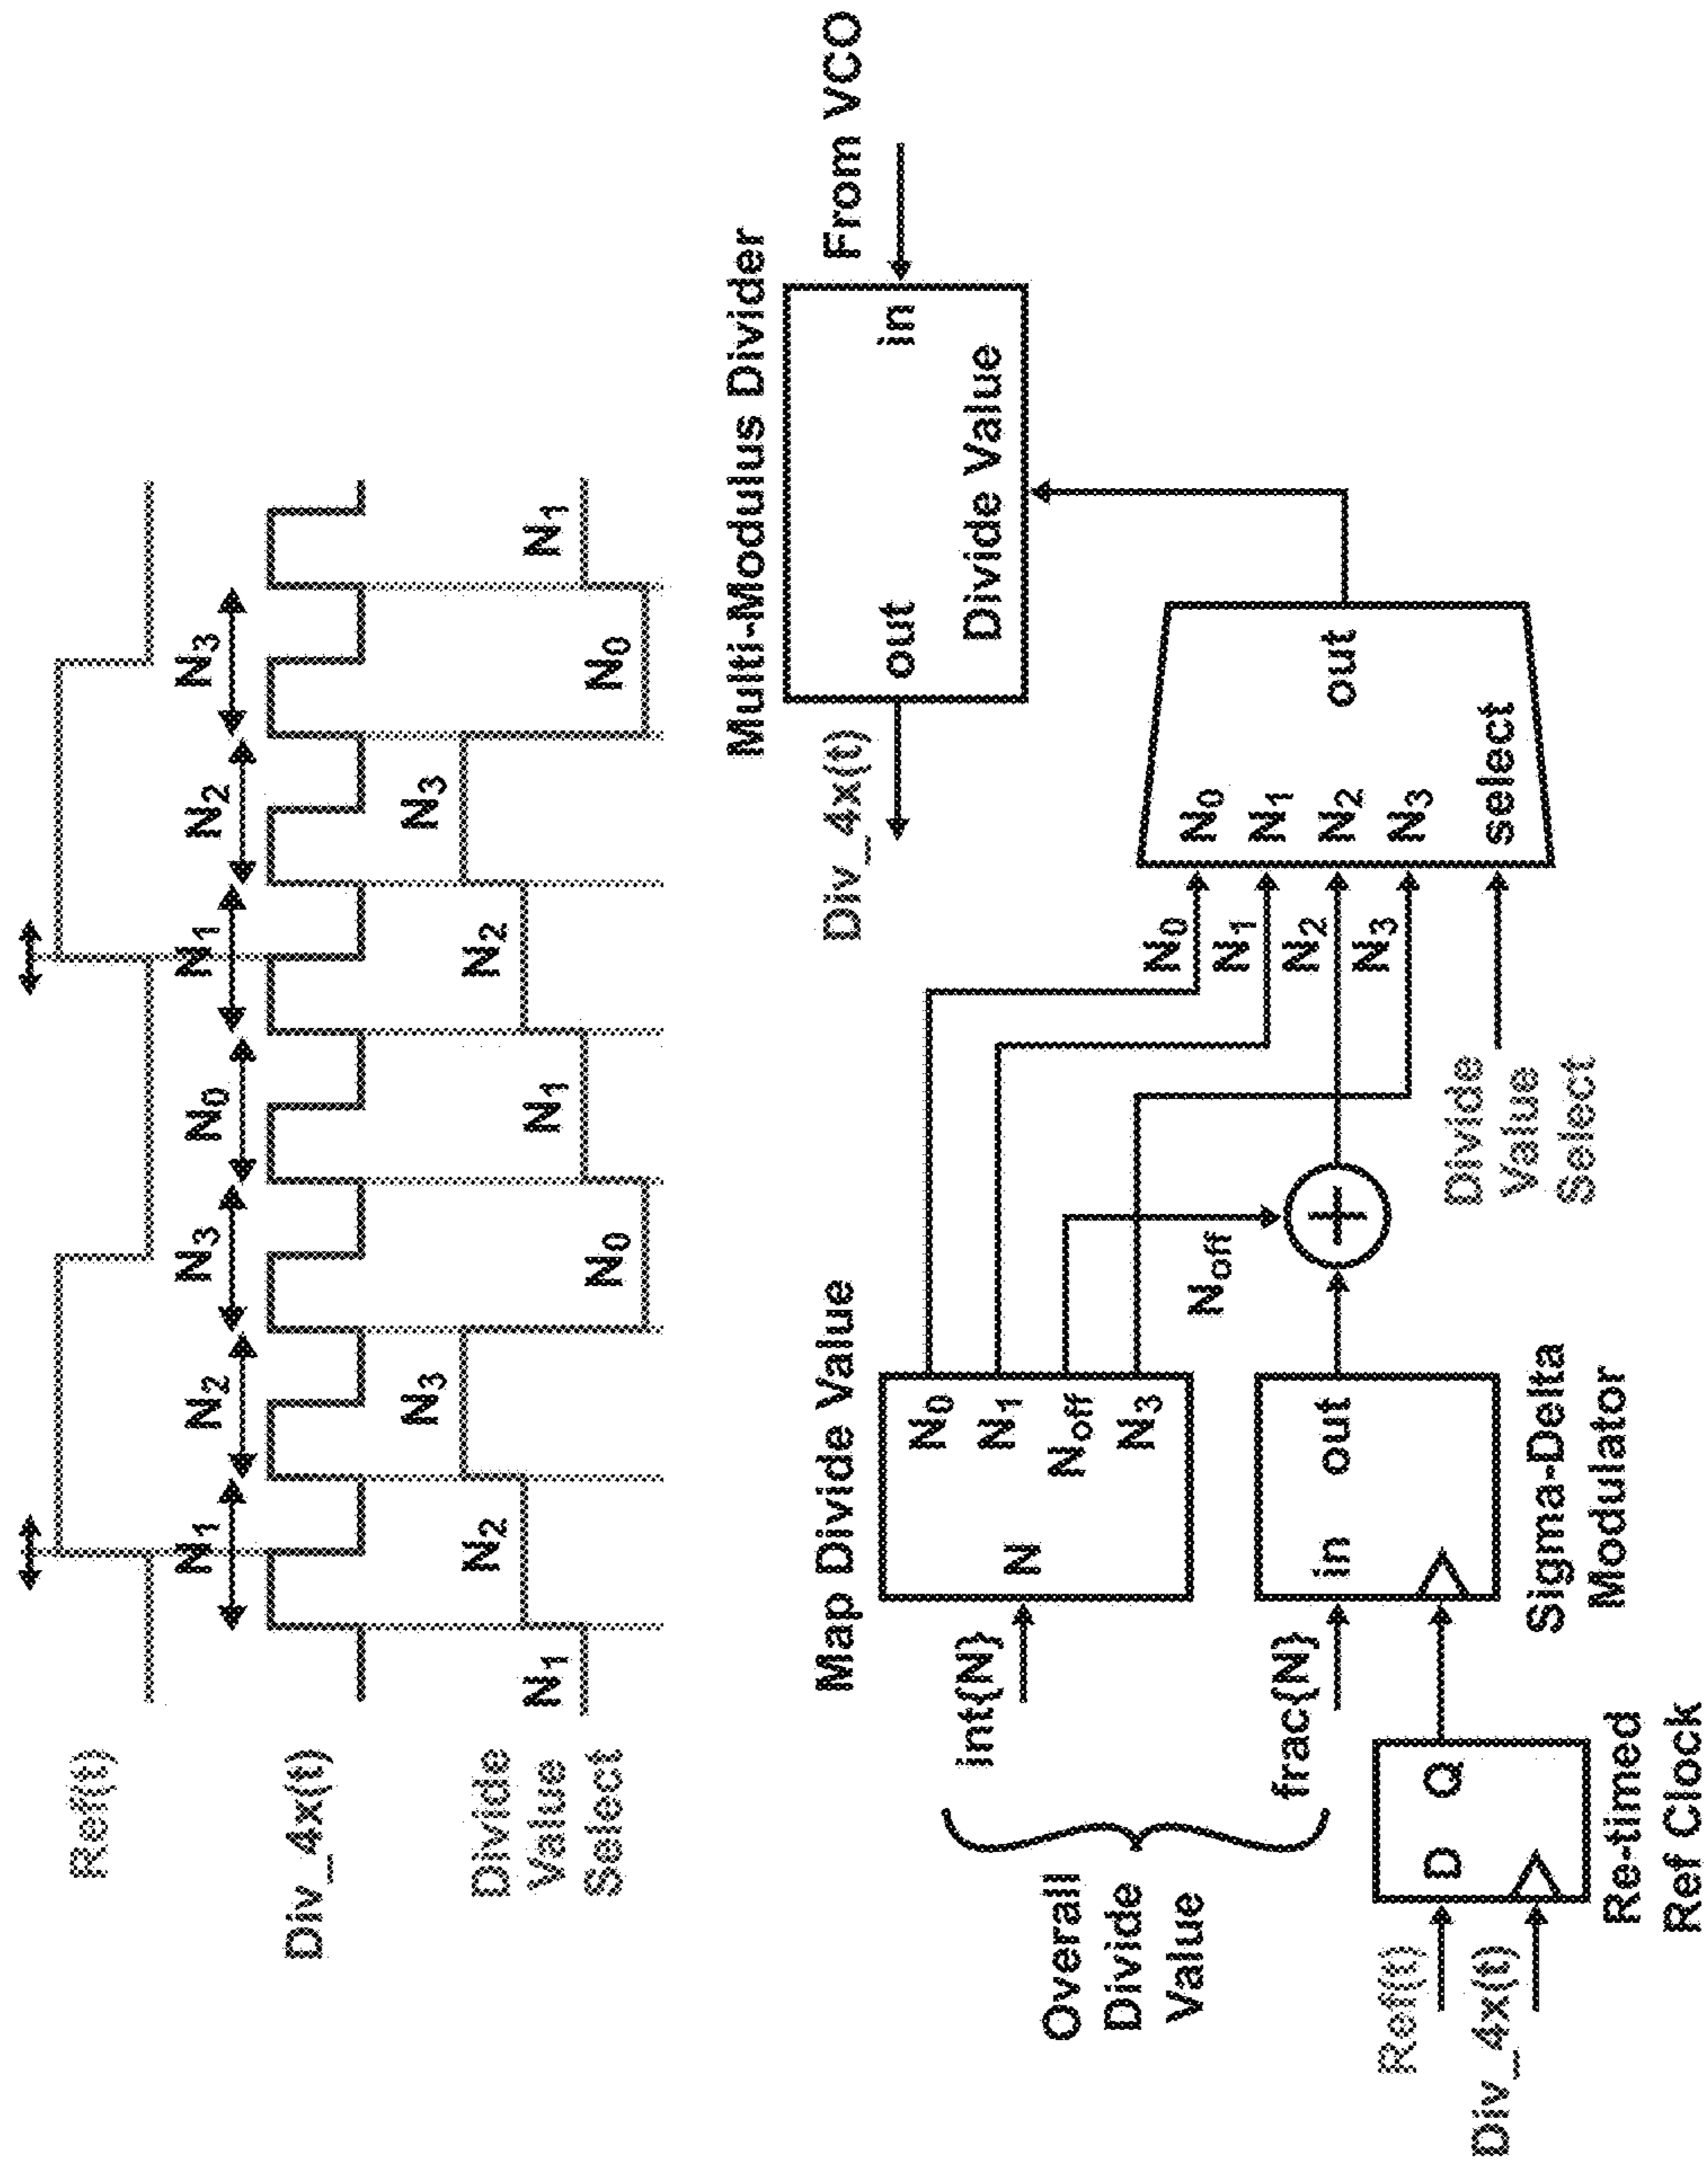 Ref(t)
Div_4x(t)
Divide
Value
Select
N1 N2 N3 N0 N1 N2 N3
N1 N2 N3 N0 N1 N2 N3 N0 N1
Map Divide Value
Multi-Modulus Divider
int{N}
N
N0
N1
Noff
N3
Div_4x(t)
out
in
Divide Value
From VCO
Overall
Divide
Value
frac{N}
in
out
Sigma-Delta
Modulator
Noff
+
N0
N1
N2
N3
N0
N1
N2
N3
out
select
Divide
Value
Select
Ref(t)
Div_4x(t)
D
Q
Re-timed
Ref Clock